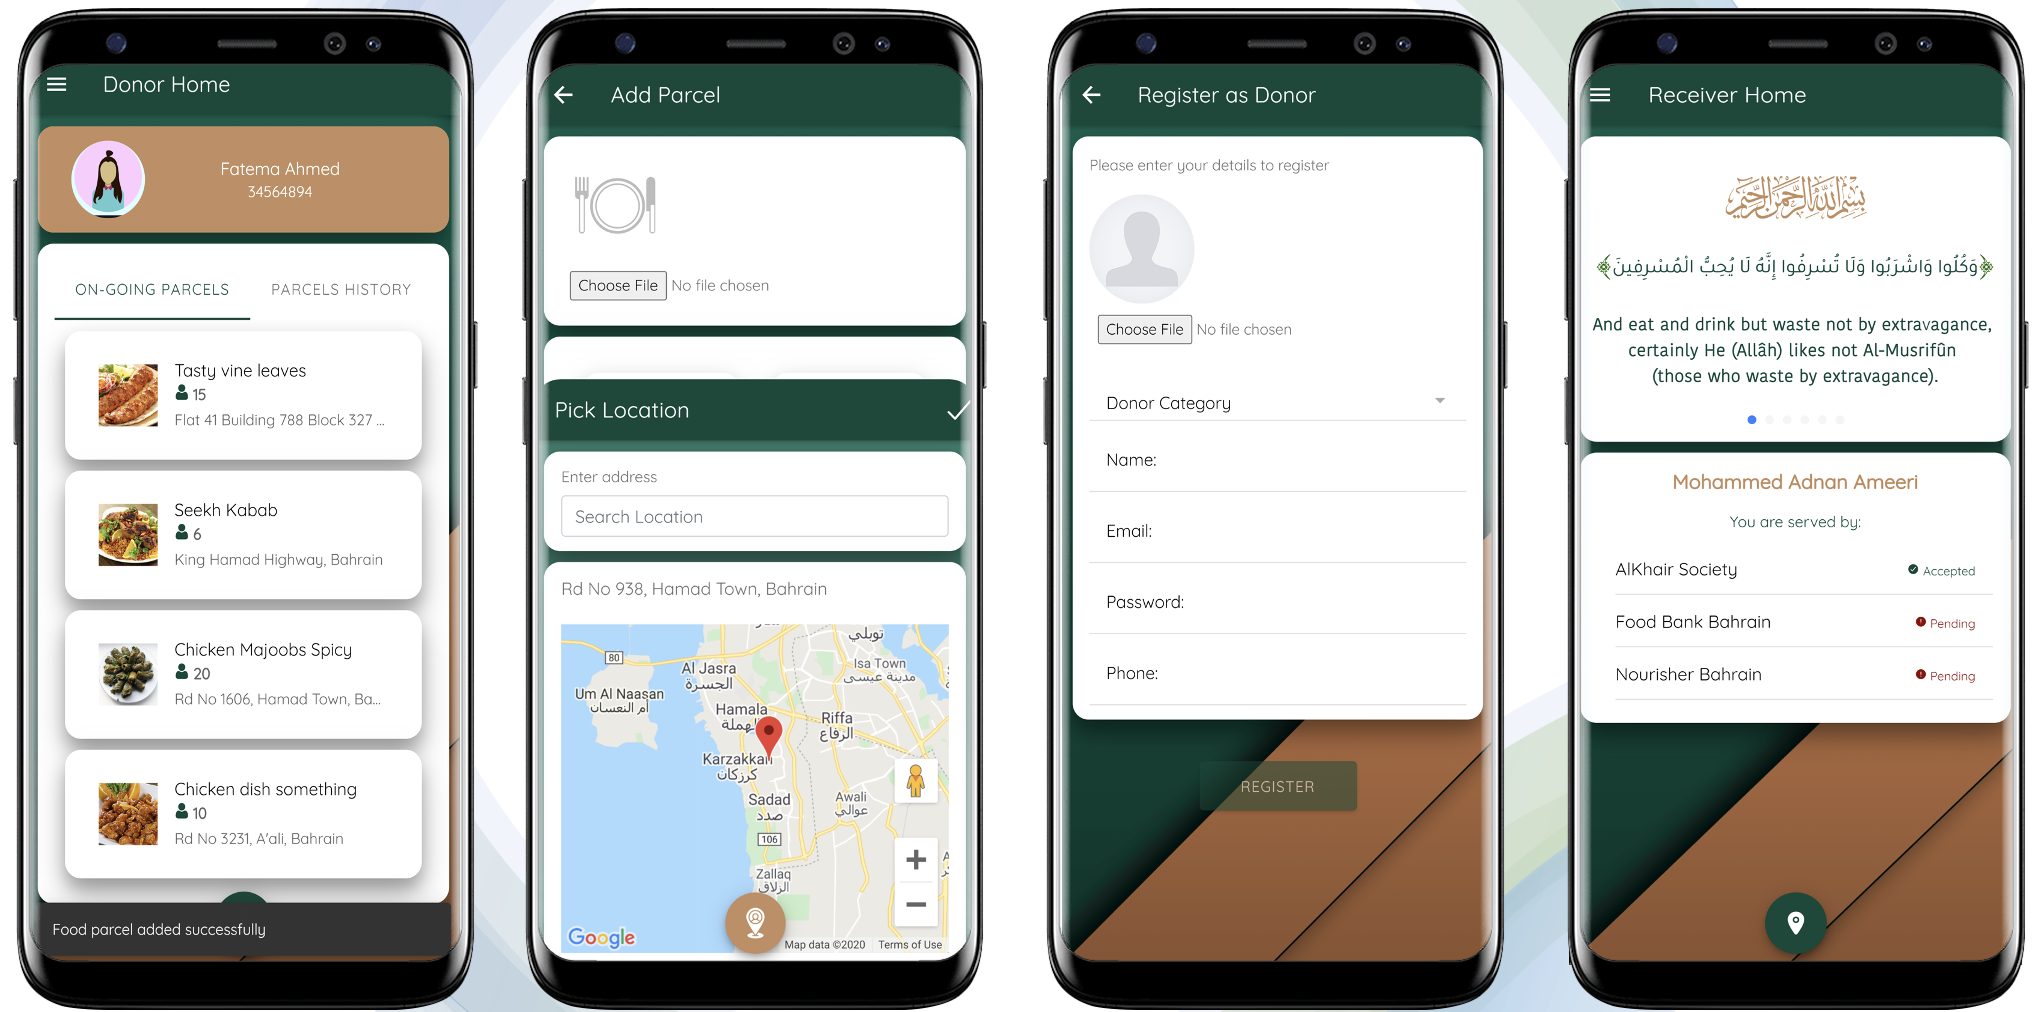 Donor Home
Fatema Ahmed
34564894
ON-GOING PARCELS
PARCELS HISTORY
Tasty vine leaves
15
Flat 41 Building 788 Block 327 ...
Seekh Kabab
6
King Hamad Highway, Bahrain
Chicken Majoobs Spicy
20
Rd No 1606, Hamad Town, Ba...
Chicken dish something
10
Rd No 3231, A'ali, Bahrain
Food parcel added successfully
Add Parcel
Choose File No file chosen
Pick Location
Enter address
Search Location
Rd No 938, Hamad Town, Bahrain
توبلي
80
Al Jasra
الجسرة
Isa Town
مدينة عيسى
Um Al Naasan
أم النعسان
Hamala
الهملة
Riffa
الرفاع
Karzakkan
كرزكان
Sadad
صدد
Awali
عوالي
106
Zallaq
الزلاق
Google
Map data ©2020
Terms of Use
Register as Donor
Please enter your details to register
Choose File No file chosen
Donor Category
Name:
Email:
Password:
Phone:
REGISTER
Receiver Home
بسم الله الرحمن الرحيم
﴿وَكُلُوا وَاشْرَبُوا وَلَا تُسْرِفُوا إِنَّهُ لَا يُحِبُّ الْمُسْرِفِينَ﴾
And eat and drink but waste not by extravagance,
certainly He (Allâh) likes not Al-Musrifûn
(those who waste by extravagance).
Mohammed Adnan Ameeri
You are served by:
AlKhair Society
Accepted
Food Bank Bahrain
Pending
Nourisher Bahrain
Pending